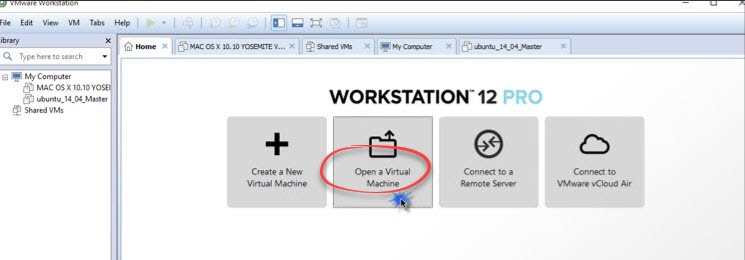 VMware Workstation
File Edit View VM Tabs Help
Library
Type here to search
My Computer
MAC OS X 10.10 YOSEI
ubuntu_14_04_Master
Shared VMs
Home
MAC OS X 10.10 YOSEMITE V...
Shared VMs
My Computer
ubuntu_14_04_Master
WORKSTATION™ 12 PRO
Create a New
Virtual Machine
Open a Virtual
Machine
Connect to a
Remote Server
Connect to
VMware vCloud Air